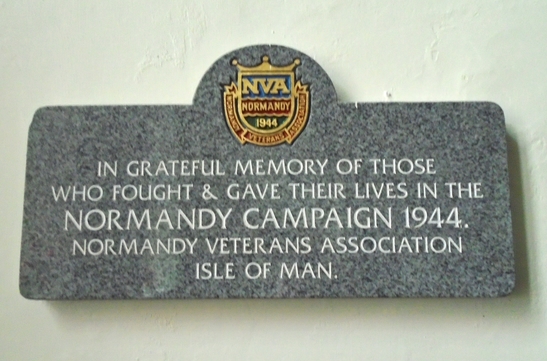 NVA
NORMANDY
1944
NORMANDY VETERANS ASSOCIATION
IN GRATEFUL MEMORY OF THOSE
WHO FOUGHT & GAVE THEIR LIVES IN THE
NORMANDY CAMPAIGN 1944.
NORMANDY VETERANS ASSOCIATION
ISLE OF MAN.